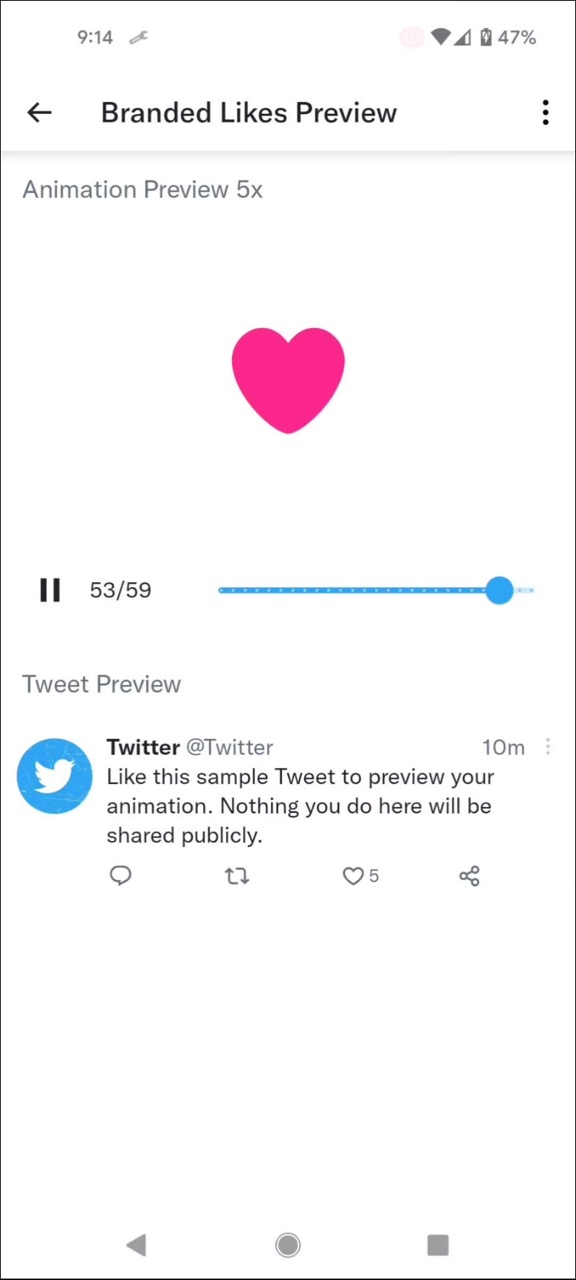 9:14
47%
Branded Likes Preview
Animation Preview 5x
53/59
Tweet Preview
Twitter @Twitter 10m
Like this sample Tweet to preview your
animation. Nothing you do here will be
shared publicly.
5